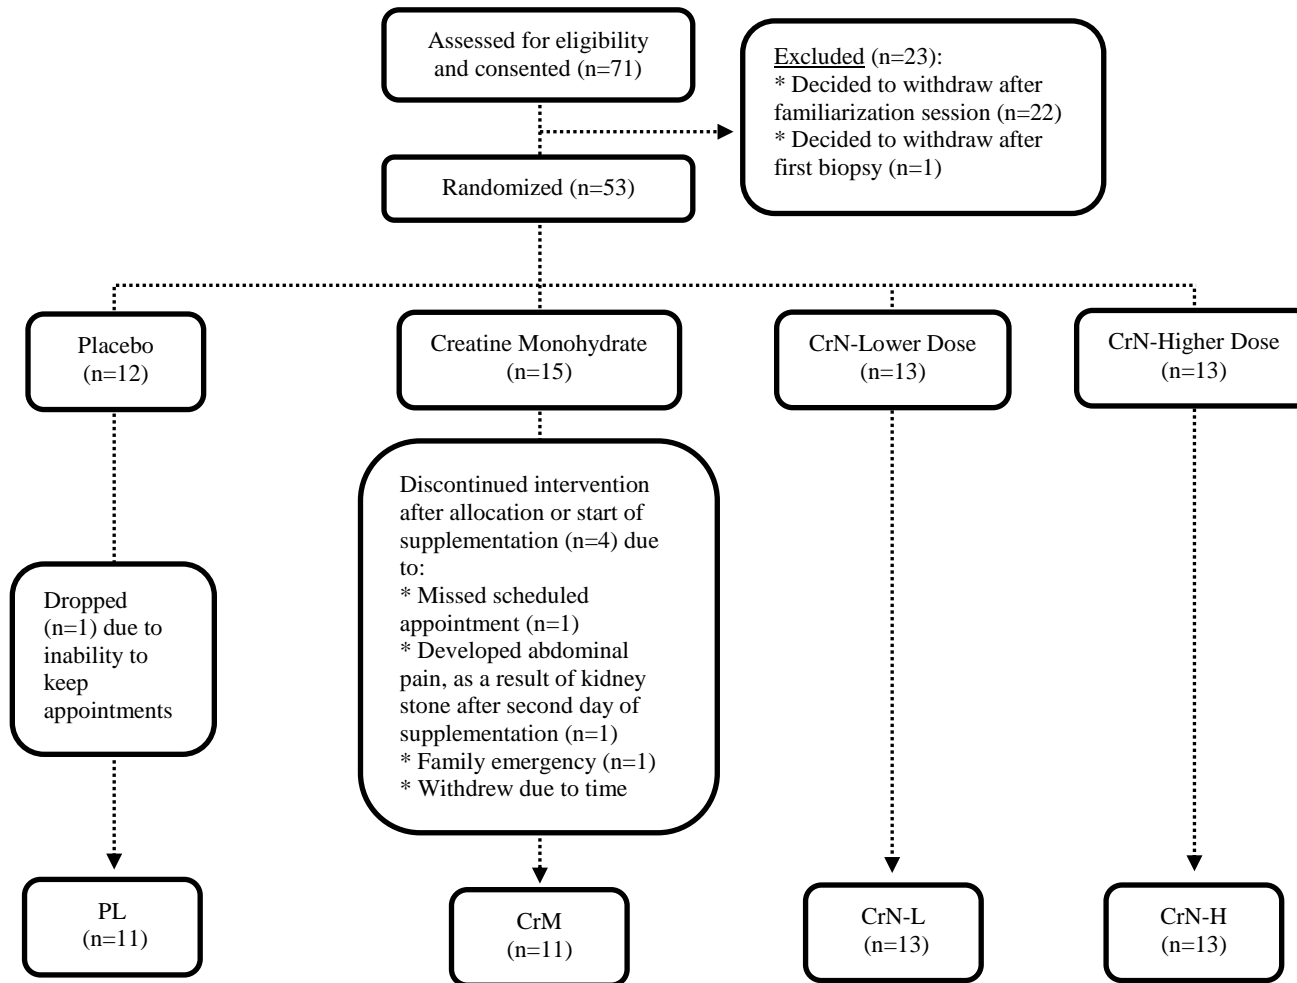 Assessed for eligibility
and consented (n=71)
Excluded (n=23):
* Decided to withdraw after
familiarization session (n=22)
* Decided to withdraw after
first biopsy (n=1)
Randomized (n=53)
Placebo
(n=12)
Creatine Monohydrate
(n=15)
CrN-Lower Dose
(n=13)
CrN-Higher Dose
(n=13)
Dropped
(n=1) due to
inability to
keep
appointments
Discontinued intervention
after allocation or start of
supplementation (n=4) due
to:
* Missed scheduled
appointment (n=1)
* Developed abdominal
pain, as a result of kidney
stone after second day of
supplementation (n=1)
* Family emergency (n=1)
* Withdrew due to time
PL
(n=11)
CrM
(n=11)
CrN-L
(n=13)
CrN-H
(n=13)